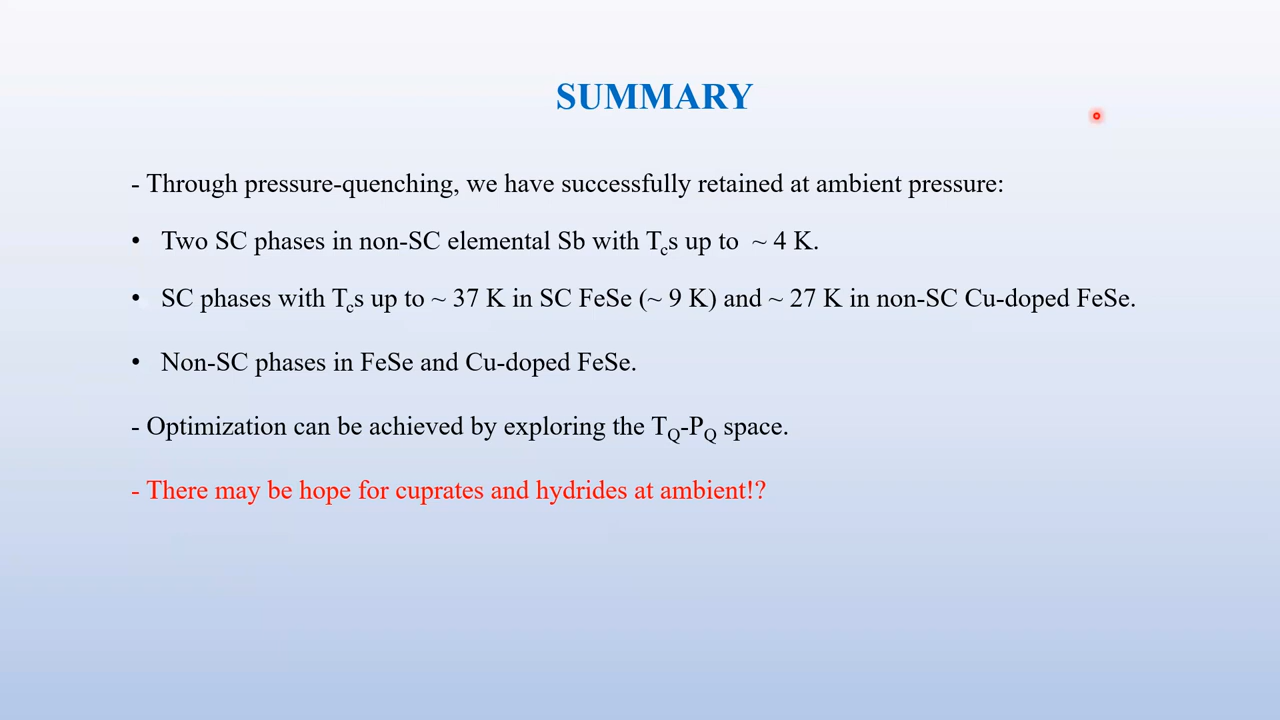 SUMMARY
- Through pressure-quenching, we have successfully retained at ambient pressure:
• Two SC phases in non-SC elemental Sb with Tcs up to ~ 4 K.
• SC phases with Tcs up to ~ 37 K in SC FeSe (~ 9 K) and ~ 27 K in non-SC Cu-doped FeSe.
• Non-SC phases in FeSe and Cu-doped FeSe.
- Optimization can be achieved by exploring the TQ-PQ space.
- There may be hope for cuprates and hydrides at ambient!?